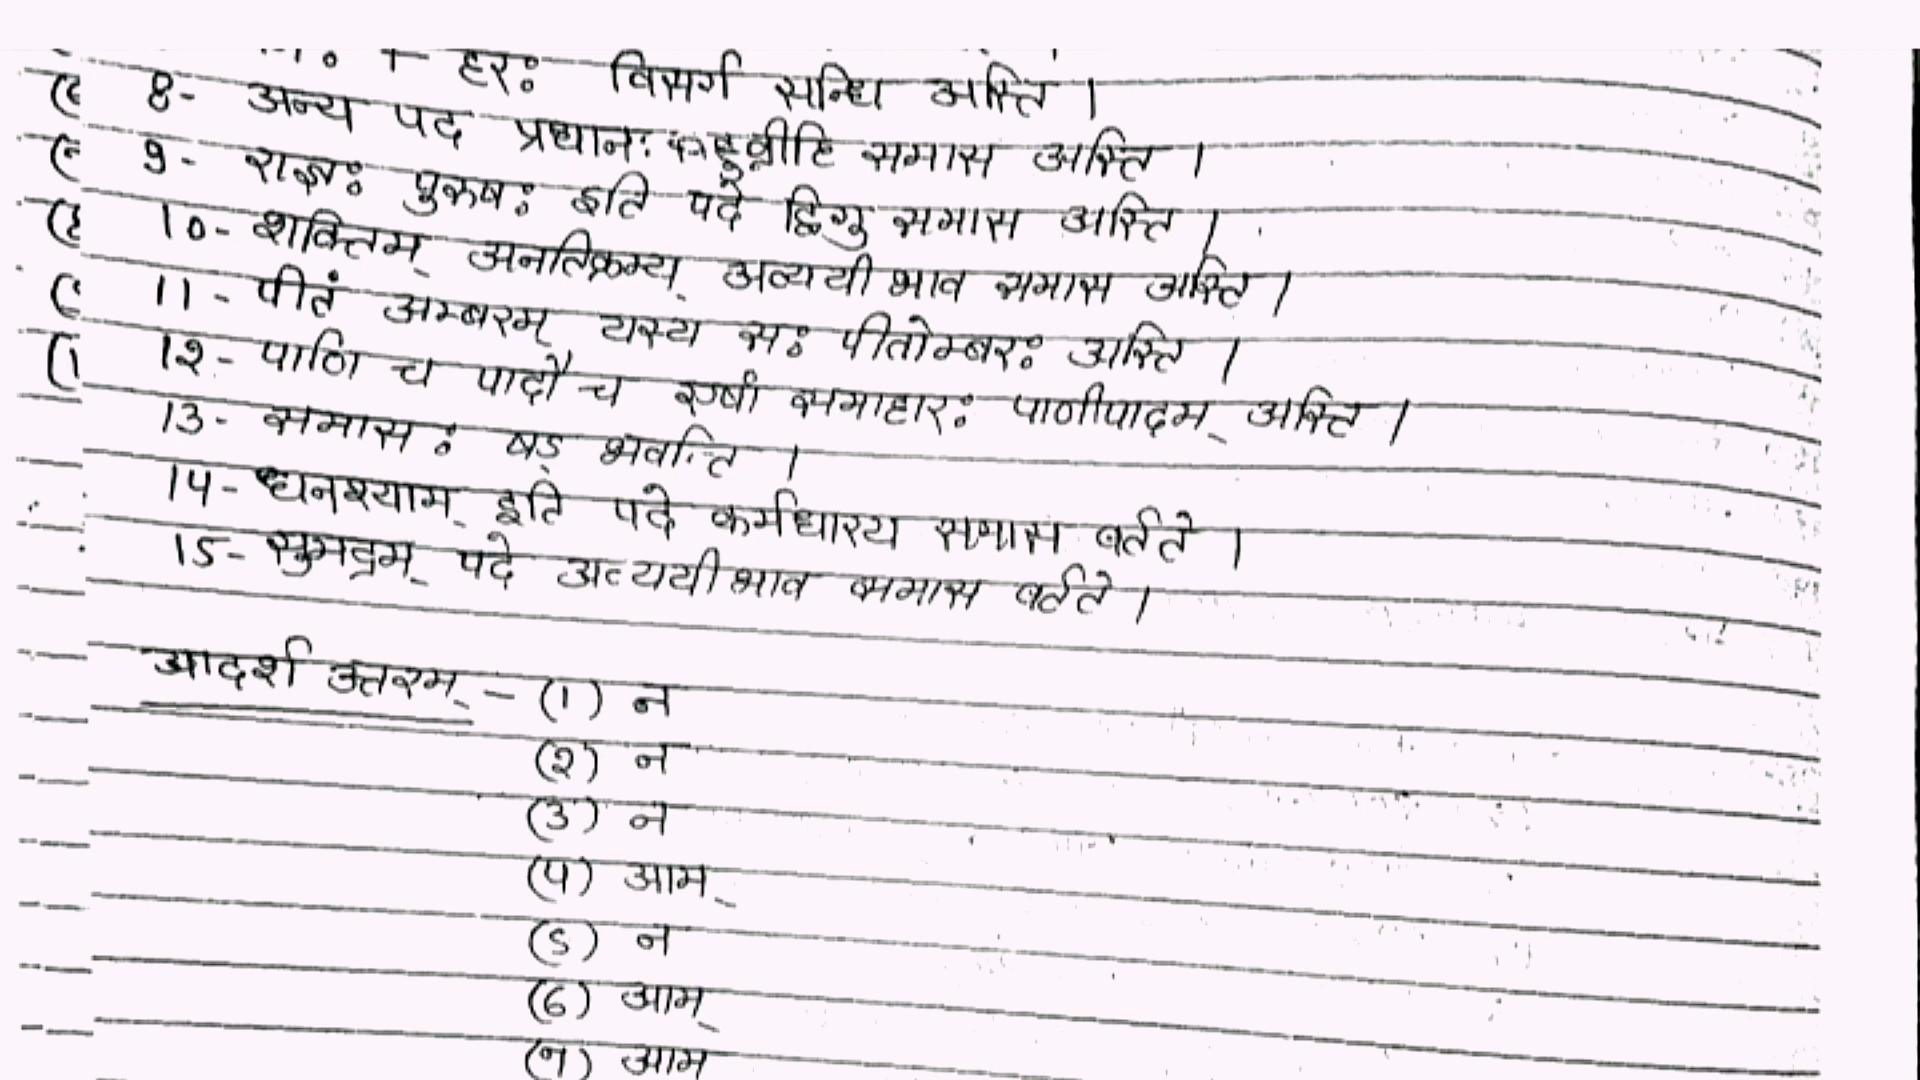 हरः विसर्ग सन्धि अस्ति ।
8- अन्य पद प्रधानः बहुव्रीहि समास अस्ति ।
9- राज्ञः पुरुषः इति पदे द्विगु समास अस्ति ।
10- शक्तिम् अनतिक्रम्य अव्ययी भाव समास अस्ति ।
11- पीतं अम्बरम् यस्य सः पीतोम्बरः अस्ति ।
12- पाणि च पादौ च एषां समाहारः पाणीपादम् अस्ति ।
13- समासः षड् भवन्ति ।
14- घनश्याम् इति पदे कर्मधारय समास वर्तते ।
15- सुमद्रम् पदे अव्ययी भाव समास वर्तते ।
आदर्श उत्तरम् - (1) न
(२) न
(3) न
(4) आम्
(5) न
(6) आम्
(७) आम